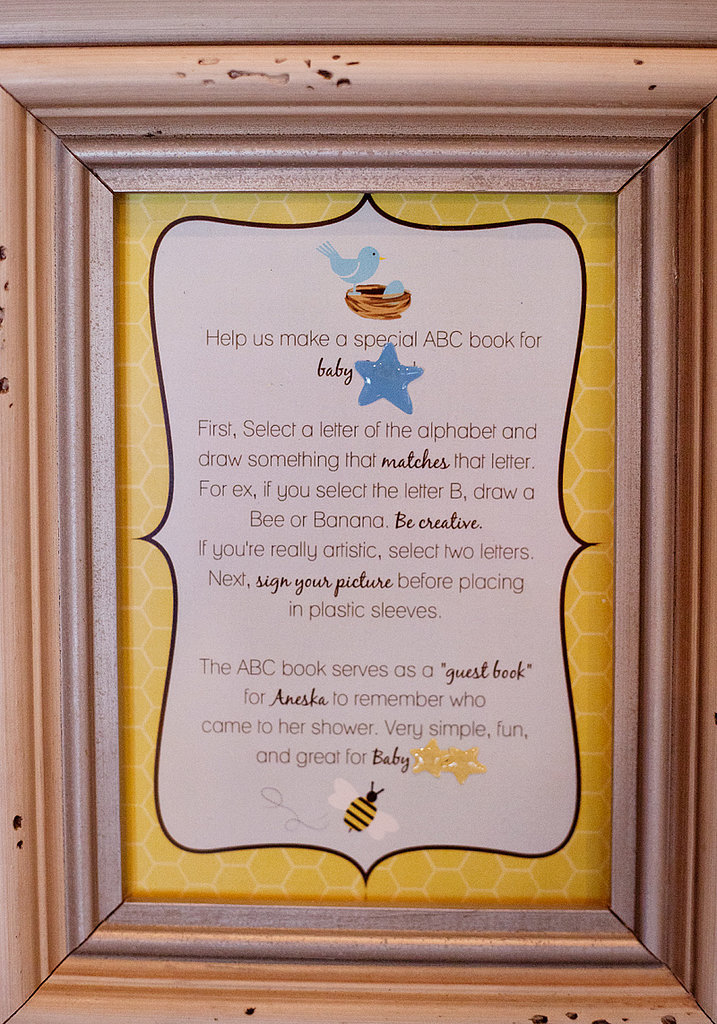 Help us make a special ABC book for
baby
First, Select a letter of the alphabet and
draw something that matches that letter.
For ex, if you select the letter B, draw a
Bee or Banana. Be creative.
If you're really artistic, select two letters.
Next, sign your picture before placing
in plastic sleeves.
The ABC book serves as a "guest book"
for Aneska to remember who
came to her shower. Very simple, fun,
and great for Baby